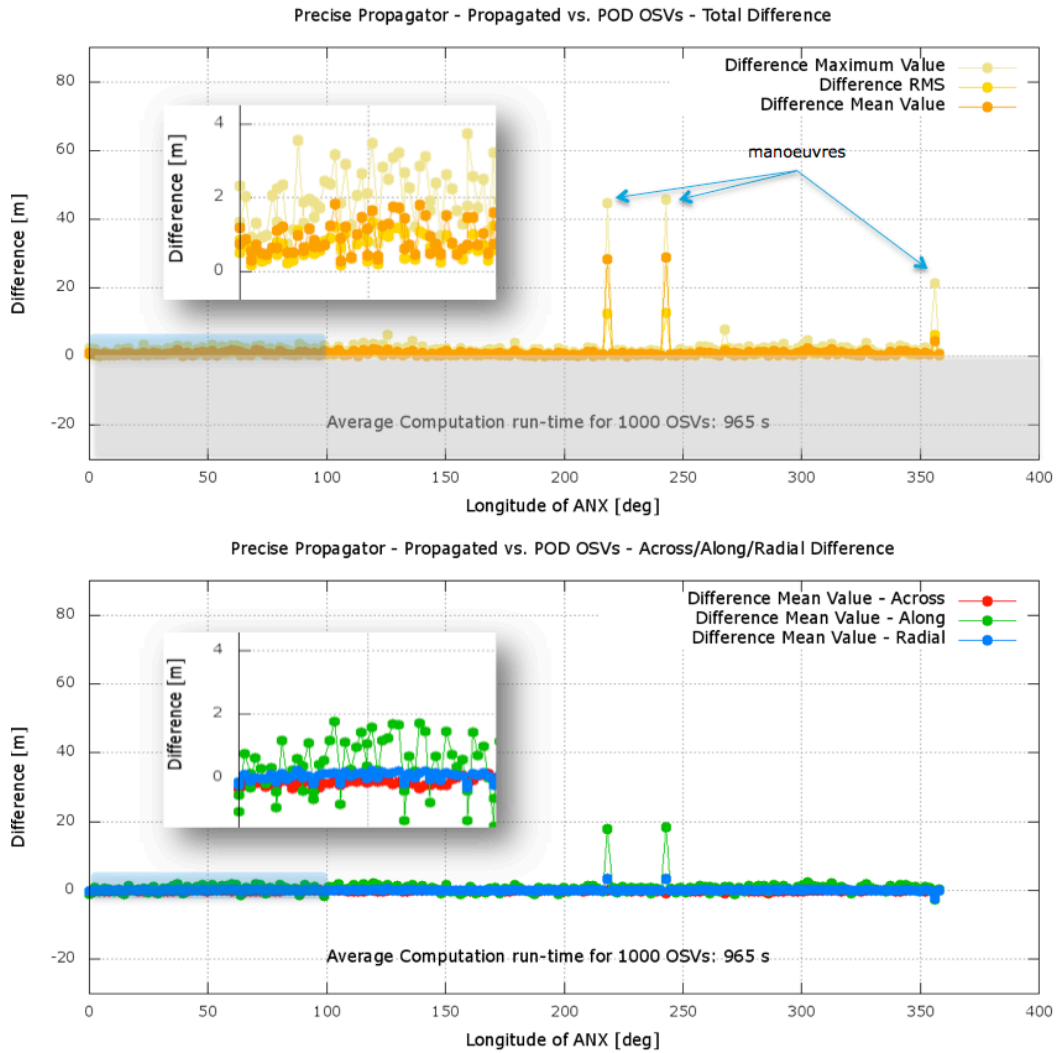 Precise Propagator - Propagated vs. POD OSVs - Total Difference
Difference [m]
80
60
40
20
0
-20
Difference Maximum Value
Difference RMS
Difference Mean Value
manoeuvres
Difference [m]
4
2
0
Average Computation run-time for 1000 OSVs: 965 s
0 50 100 150 200 250 300 350 400
Longitude of ANX [deg]
Precise Propagator - Propagated vs. POD OSVs - Across/Along/Radial Difference
Difference [m]
80
60
40
20
0
-20
Difference Mean Value - Across
Difference Mean Value - Along
Difference Mean Value - Radial
Difference [m]
4
2
0
Average Computation run-time for 1000 OSVs: 965 s
0 50 100 150 200 250 300 350 400
Longitude of ANX [deg]